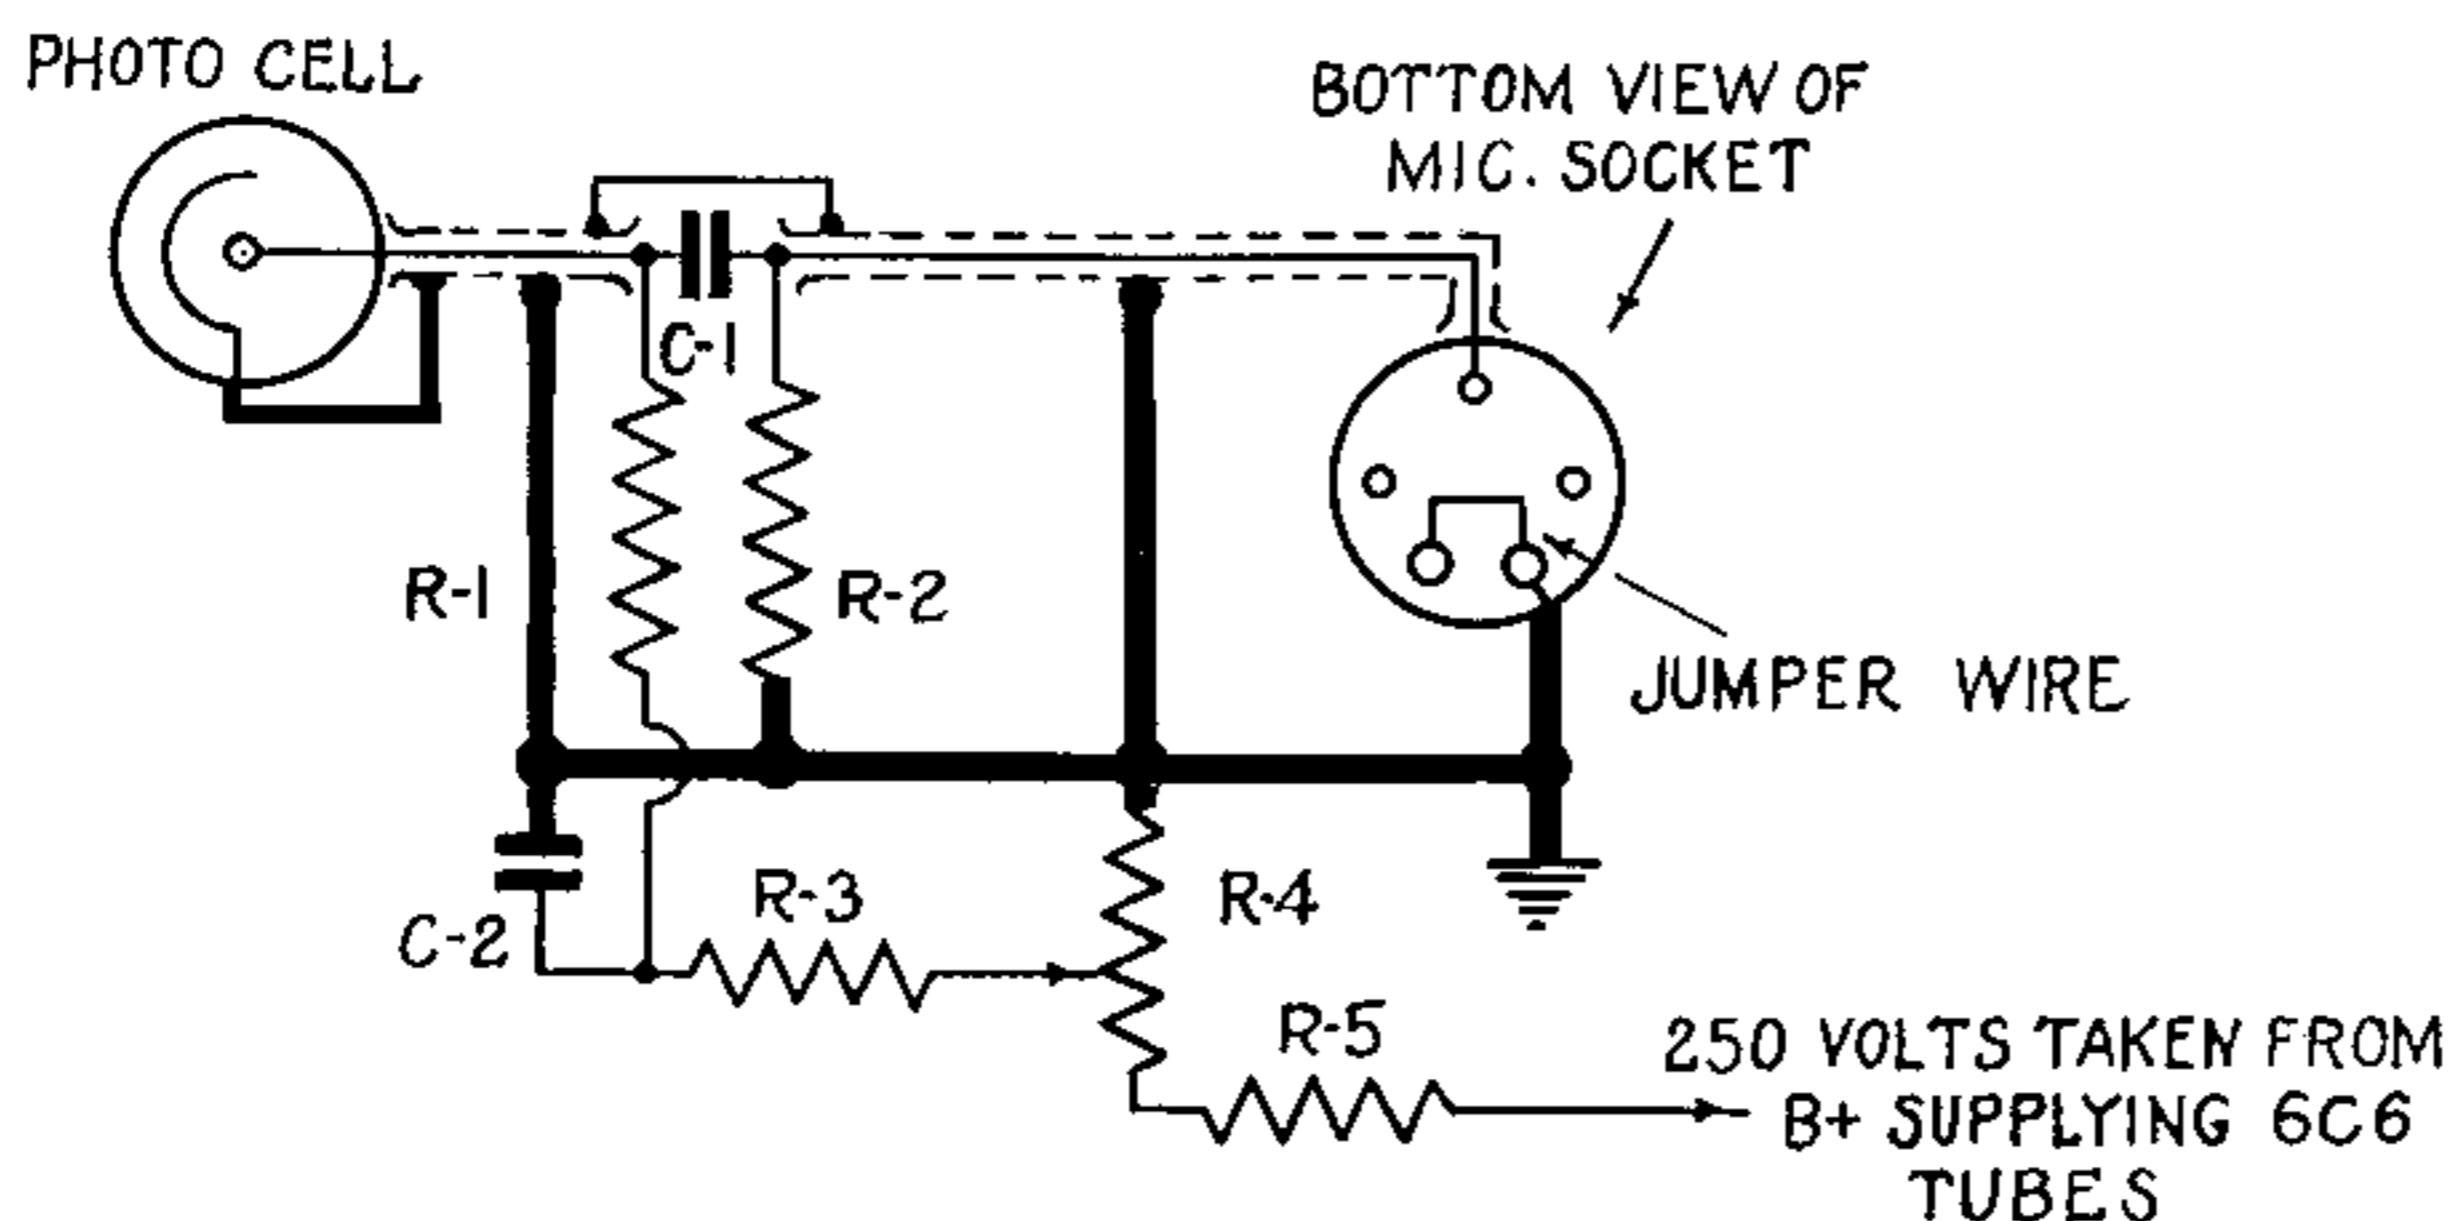 PHOTO CELL
BOTTOM VIEW OF
MIC. SOCKET
C-1
R-1
R-2
JUMPER WIRE
C-2
R-3
R-4
R-5
250 VOLTS TAKEN FROM
B+ SUPPLYING 6C6
TUBES